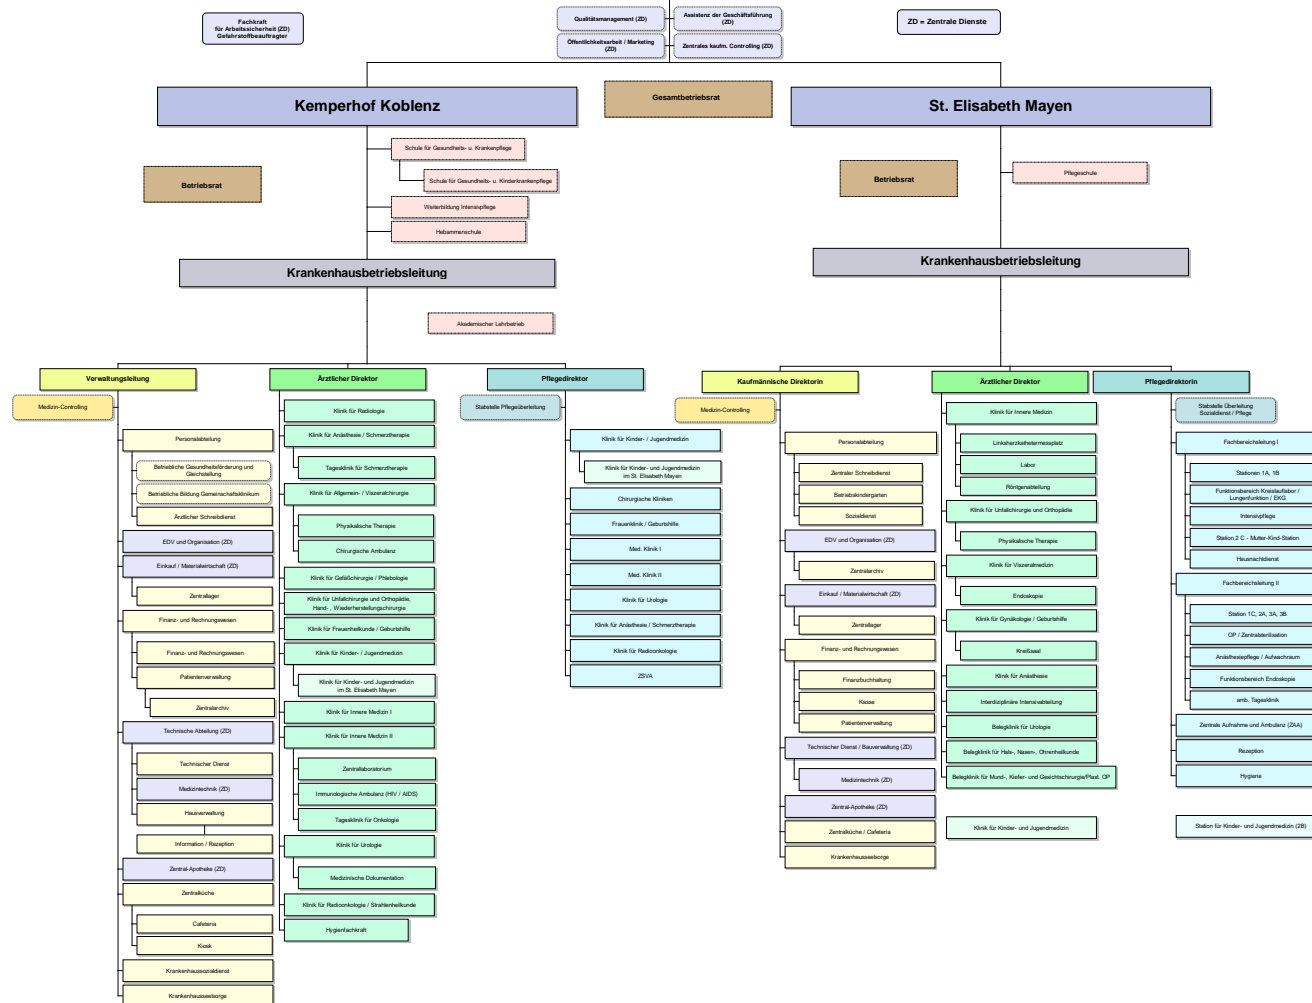 Fachkraft
für Arbeitssicherheit (ZD)
Gefahrstoffbeauftragter
Qualitätsmanagement (ZD)
Assistenz der Geschäftsführung
(ZD)
Öffentlichkeitsarbeit / Marketing
(ZD)
Zentrales kaufm. Controlling (ZD)
ZD = Zentrale Dienste
Kemperhof Koblenz
Gesamtbetriebsrat
St. Elisabeth Mayen
Betriebsrat
Schule für Gesundheits- u. Krankenpflege
Schule für Gesundheits- u. Kinderkrankenpflege
Weiterbildung Intensivpflege
Hebammenschule
Betriebsrat
Pflegeschule
Krankenhausbetriebsleitung
Krankenhausbetriebsleitung
Akademischer Lehrbetrieb
Verwaltungsleitung
Medizin-Controlling
Personalabteilung
Betriebliche Gesundheitsförderung und
Gleichstellung
Betriebliche Bildung Gemeinschaftsklinikum
Ärztlicher Schreibdienst
EDV und Organisation (ZD)
Einkauf / Materialwirtschaft (ZD)
Zentrallager
Finanz- und Rechnungswesen
Finanz- und Rechnungswesen
Patientenverwaltung
Zentralarchiv
Technische Abteilung (ZD)
Technischer Dienst
Medizintechnik (ZD)
Hausverwaltung
Information / Rezeption
Zentral-Apotheke (ZD)
Zentralküche
Cafeteria
Kiosk
Krankenhaussozialdienst
Krankenhausseelsorge
Ärztlicher Direktor
Klinik für Radiologie
Klinik für Anästhesie / Schmerztherapie
Tagesklinik für Schmerztherapie
Klinik für Allgemein- / Viszeralchirurgie
Physikalische Therapie
Chirurgische Ambulanz
Klinik für Gefäßchirurgie / Phlebologie
Klinik für Unfallchirurgie und Orthopädie,
Hand- , Wiederherstellungschirurgie
Klinik für Frauenheilkunde / Geburtshilfe
Klinik für Kinder- / Jugendmedizin
Klinik für Kinder- und Jugendmedizin
im St. Elisabeth Mayen
Klinik für Innere Medizin I
Klinik für Innere Medizin II
Zentrallaboratorium
Immunologische Ambulanz (HIV / AIDS)
Tagesklinik für Onkologie
Klinik für Urologie
Medizinische Dokumentation
Klinik für Radioonkologie / Strahlenheilkunde
Hygienfachkraft
Pflegedirektor
Stabstelle Pflegeüberleitung
Klinik für Kinder- / Jugendmedizin
Klinik für Kinder- und Jugendmedizin
im St. Elisabeth Mayen
Chirurgische Kliniken
Frauenklinik / Geburtshilfe
Med. Klinik I
Med. Klinik II
Klinik für Urologie
Klinik für Anästhesie / Schmerztherapie
Klinik für Radioonkologie
ZSVA
Kaufmännische Direktorin
Medizin-Controlling
Personalabteilung
Zentraler Schreibdienst
Betriebskindergarten
Sozialdienst
EDV und Organisation (ZD)
Zentralarchiv
Einkauf / Materialwirtschaft (ZD)
Zentrallager
Finanz- und Rechnungswesen
Finanzbuchhaltung
Kasse
Patientenverwaltung
Technischer Dienst / Bauverwaltung (ZD)
Medizintechnik (ZD)
Zentral-Apotheke (ZD)
Zentralküche / Cafeteria
Krankenhausseelsorge
Ärztlicher Direktor
Klinik für Innere Medizin
Linksherzkathetermessplatz
Labor
Röntgenabteilung
Klinik für Unfallchirurgie und Orthopädie
Physikalische Therapie
Klinik für Viszeralmedizin
Endoskopie
Klinik für Gynäkologie / Geburtshilfe
Kreißsaal
Klinik für Anästhesie
Interdiziplinäre Intensivabteilung
Belegklinik für Urologie
Belegklinik für Hals-, Nasen-, Ohrenheilkunde
Belegklinik für Mund-, Kiefer- und Gesichtschirurgie/Plast. OP
Klinik für Kinder- und Jugendmedizin
Pflegedirektorin
Stabstelle Überleitung
Sozialdienst / Pflege
Fachbereichsleitung I
Stationen 1A, 1B
Funktionsbereich Kreislauflabor /
Lungenfunktion / EKG
Intensivpflege
Station 2 C - Mutter-Kind-Station
Hausnachtdienst
Fachbereichsleitung II
Station 1C, 2A, 3A, 3B
OP / Zentralsterilisation
Anästhesiepflege / Aufwachraum
Funktionsbereich Endoskopie
amb. Tagesklinik
Zentrale Aufnahme und Ambulanz (ZAA)
Rezeption
Hygiene
Station für Kinder- und Jugendmedizin (2B)